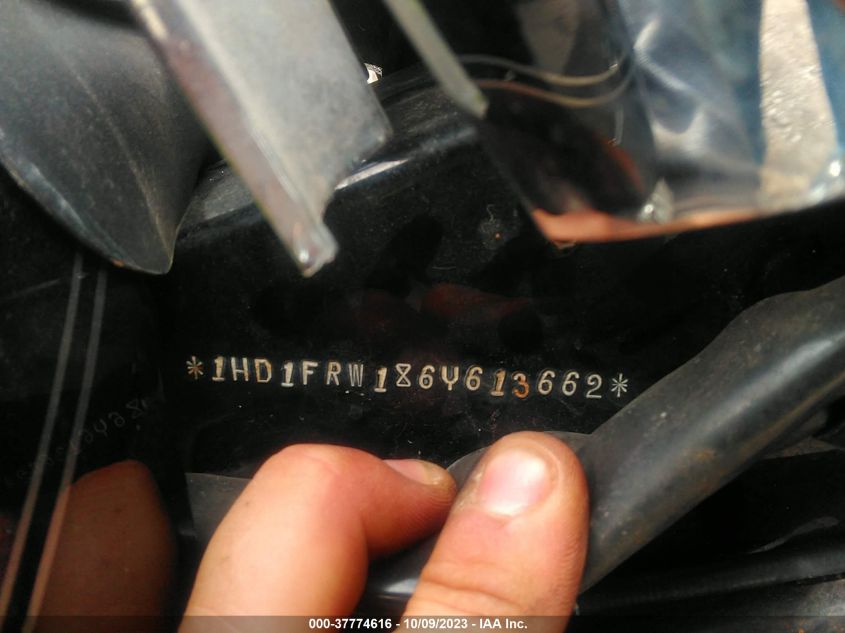 *1HD1FRW186Y613662*
000-37774616 - 10/09/2023 - IAA Inc.